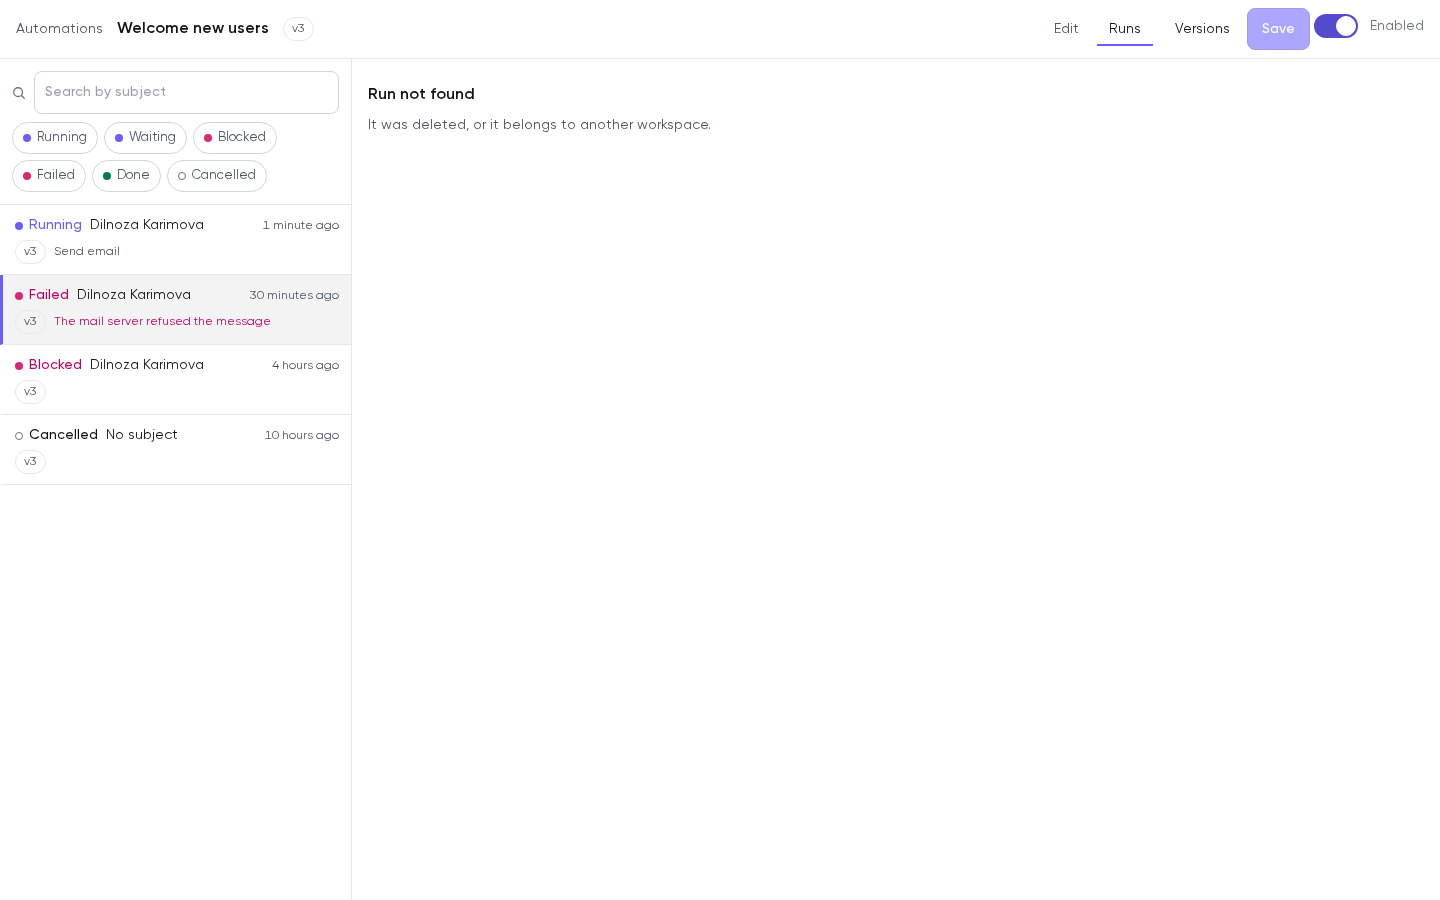 Automations Welcome new users v3 Edit Runs Versions Save Enabled
Search by subject
Running Waiting Blocked
Failed Done Cancelled
Running Dilnoza Karimova 1 minute ago
v3 Send email
Failed Dilnoza Karimova 30 minutes ago
v3 The mail server refused the message
Blocked Dilnoza Karimova 4 hours ago
v3
Cancelled No subject 10 hours ago
v3
Run not found
It was deleted, or it belongs to another workspace.